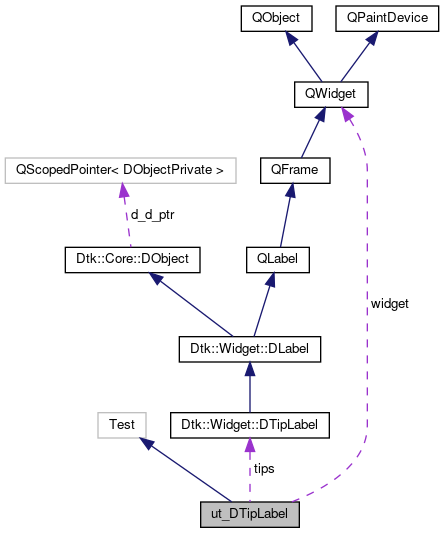 QObject
QPaintDevice
QWidget
QScopedPointer< DObjectPrivate >
QFrame
d_d_ptr
Dtk::Core::DObject
QLabel
widget
Dtk::Widget::DLabel
Test
Dtk::Widget::DTipLabel
tips
ut_DTipLabel